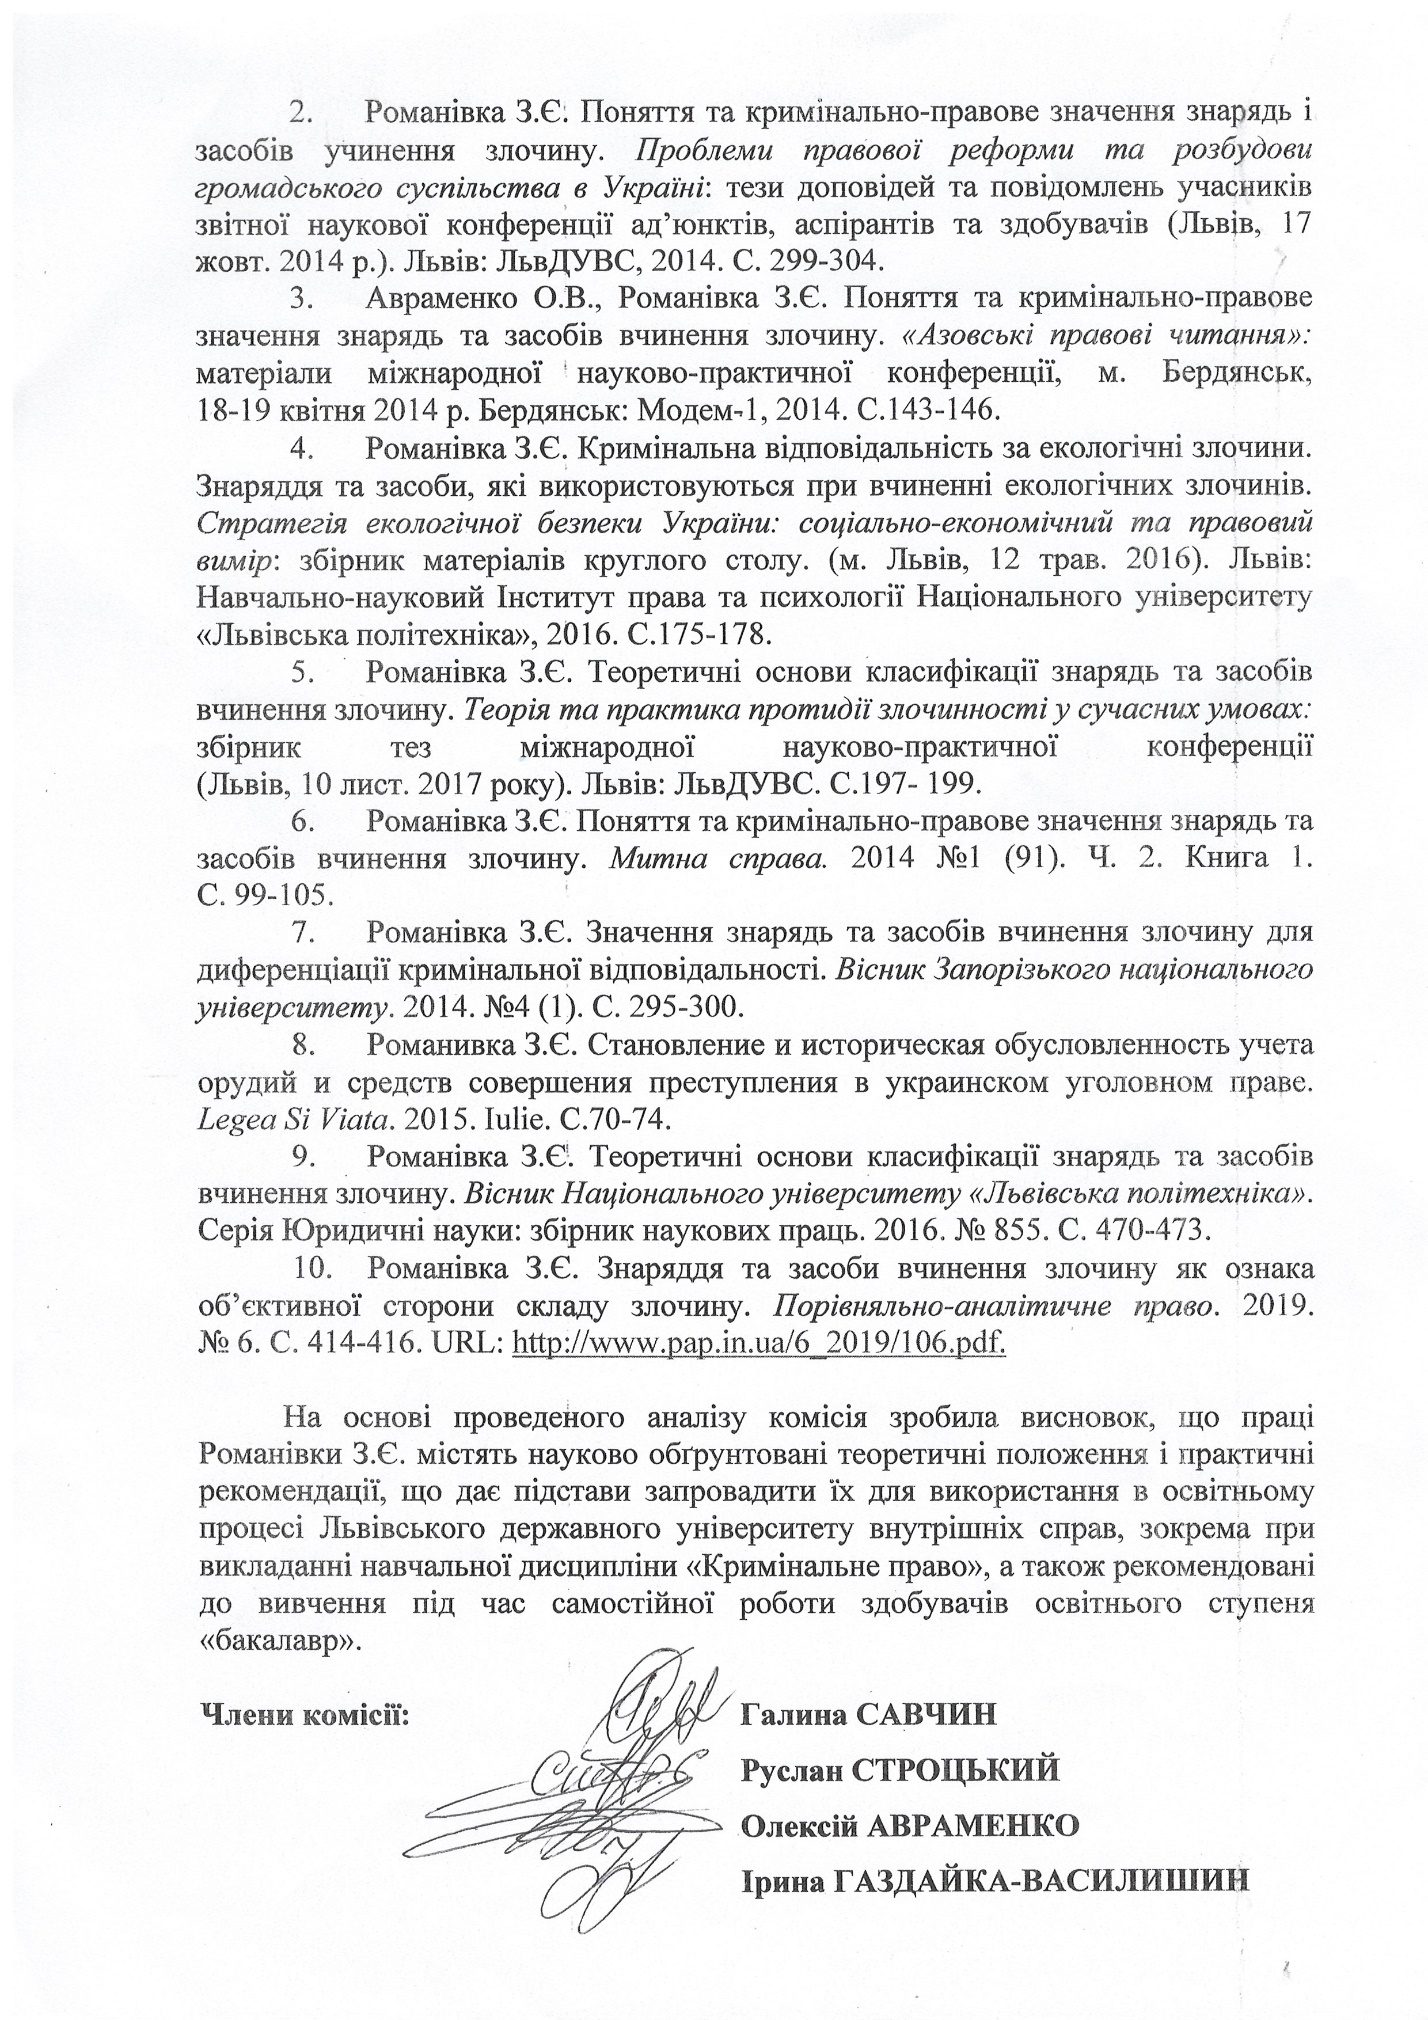 2. Романівка З.Є. Поняття та кримінально-правове значення знарядь і
засобів учинення злочину. Проблеми правової реформи та розбудови
громадського суспільства в Україні: тези доповідей та повідомлень учасників
звітної наукової конференції ад’юнктів, аспірантів та здобувачів (Львів, 17
жовт. 2014 р.). Львів: ЛьвДУВС, 2014. С. 299-304.
3. Авраменко О.В., Романівка З.Є. Поняття та кримінально-правове
значення знарядь та засобів вчинення злочину. «Азовські правові читання»:
матеріали міжнародної науково-практичної конференції, м. Бердянськ,
18-19 квітня 2014 р. Бердянськ: Модем-1, 2014. С.143-146.
4. Романівка З.Є. Кримінальна відповідальність за екологічні злочини.
Знаряддя та засоби, які використовуються при вчиненні екологічних злочинів.
Стратегія екологічної безпеки України: соціально-економічний та правовий
вимір: збірник матеріалів круглого столу. (м. Львів, 12 трав. 2016). Львів:
Навчально-науковий Інститут права та психології Національного університету
«Львівська політехніка», 2016. С.175-178.
5. Романівка З.Є. Теоретичні основи класифікації знарядь та засобів
вчинення злочину. Теорія та практика протидії злочинності у сучасних умовах:
збірник тез міжнародної науково-практичної конференції
(Львів, 10 лист. 2017 року). Львів: ЛьвДУВС. С.197- 199.
6. Романівка З.Є. Поняття та кримінально-правове значення знарядь та
засобів вчинення злочину. Митна справа. 2014 №1 (91). Ч. 2. Книга 1.
С. 99-105.
7. Романівка З.Є. Значення знарядь та засобів вчинення злочину для
диференціації кримінальної відповідальності. Вісник Запорізького національного
університету. 2014. №4 (1). С. 295-300.
8. Романивка З.Є. Становление и историческая обусловленность учета
орудий и средств совершения преступления в украинском уголовном праве.
Legea Si Viata. 2015. Iulie. С.70-74.
9. Романівка З.Є. Теоретичні основи класифікації знарядь та засобів
вчинення злочину. Вісник Національного університету «Львівська політехніка».
Серія Юридичні науки: збірник наукових праць. 2016. № 855. С. 470-473.
10. Романівка З.Є. Знаряддя та засоби вчинення злочину як ознака
об’єктивної сторони складу злочину. Порівняльно-аналітичне право. 2019.
№ 6. С. 414-416. URL: http://www.pap.in.ua/6_2019/106.pdf.
На основі проведеного аналізу комісія зробила висновок, що праці
Романівки З.Є. містять науково обґрунтовані теоретичні положення і практичні
рекомендації, що дає підстави запровадити їх для використання в освітньому
процесі Львівського державного університету внутрішніх справ, зокрема при
викладанні навчальної дисципліни «Кримінальне право», а також рекомендовані
до вивчення під час самостійної роботи здобувачів освітнього ступеня
«бакалавр».
Члени комісії: Галина САВЧИН
Руслан СТРОЦЬКИЙ
Олексій АВРАМЕНКО
Ірина ГАЗДАЙКА-ВАСИЛИШИН